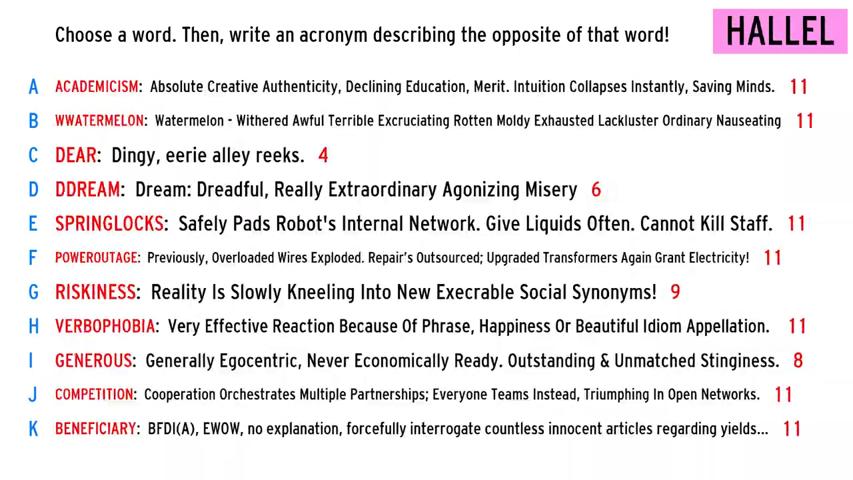 Choose a word. Then, write an acronym describing the opposite of that word!
HALLEL
A ACADEMICISM: Absolute Creative Authenticity, Declining Education, Merit. Intuition Collapses Instantly, Saving Minds. 11
B WWATERMELON: Watermelon - Withered Awful Terrible Excruciating Rotten Moldy Exhausted Lackluster Ordinary Nauseating 11
C DEAR: Dingy, eerie alley reeks. 4
D DDREAM: Dream: Dreadful, Really Extraordinary Agonizing Misery 6
E SPRINGLOCKS: Safely Pads Robot's Internal Network. Give Liquids Often. Cannot Kill Staff. 11
F POWEROUTAGE: Previously, Overloaded Wires Exploded. Repair's Outsourced; Upgraded Transformers Again Grant Electricity! 11
G RISKINESS: Reality Is Slowly Kneeling Into New Execrable Social Synonyms! 9
H VERBOPHOBIA: Very Effective Reaction Because Of Phrase, Happiness Or Beautiful Idiom Appellation. 11
I GENEROUS: Generally Egocentric, Never Economically Ready. Outstanding & Unmatched Stinginess. 8
J COMPETITION: Cooperation Orchestrates Multiple Partnerships; Everyone Teams Instead, Triumphing In Open Networks. 11
K BENEFICIARY: BFDI(A), EWOW, no explanation, forcefully interrogate countless innocent articles regarding yields... 11